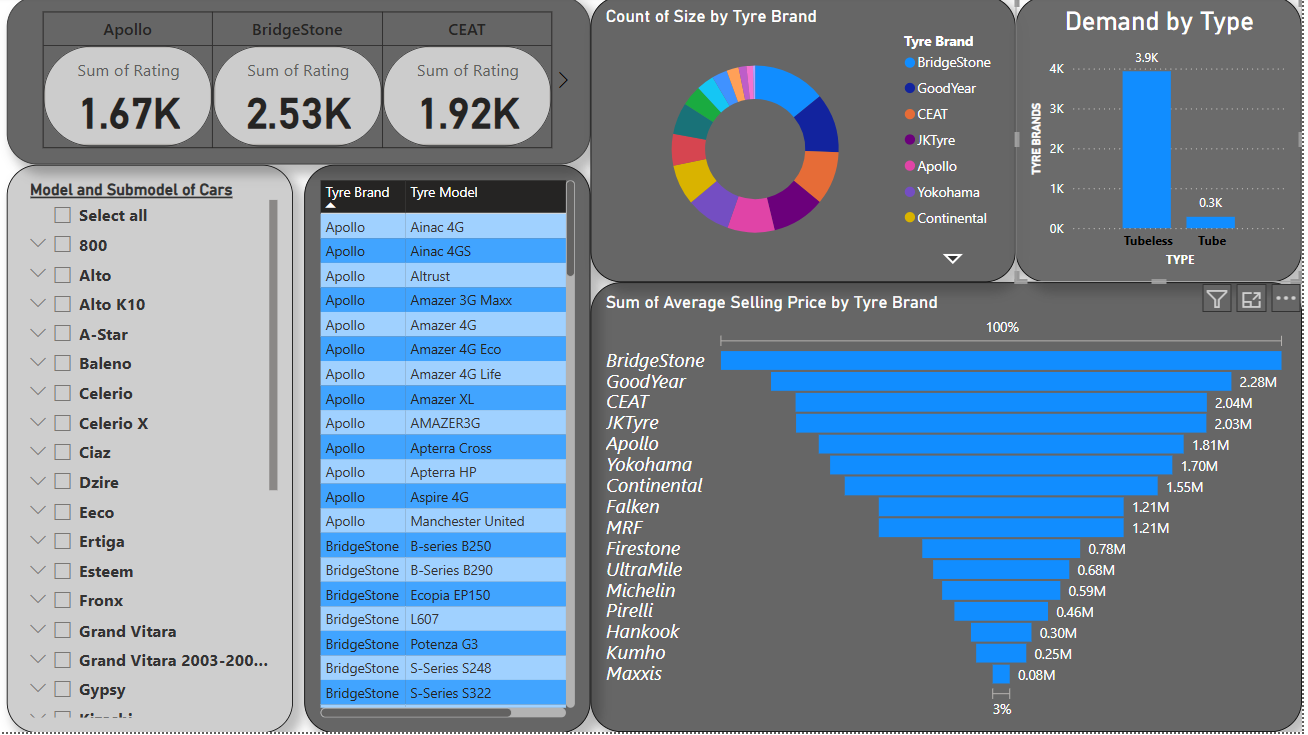 Apollo
BridgeStone
CEAT
Sum of Rating
1.67K
Sum of Rating
2.53K
Sum of Rating
1.92K
Model and Submodel of Cars
Select all
800
Alto
Alto K10
A-Star
Baleno
Celerio
Celerio X
Ciaz
Dzire
Eeco
Ertiga
Esteem
Fronx
Grand Vitara
Grand Vitara 2003-200...
Gypsy
Tyre Brand Tyre Model
Apollo Ainac 4G
Apollo Ainac 4GS
Apollo Altrust
Apollo Amazer 3G Maxx
Apollo Amazer 4G
Apollo Amazer 4G Eco
Apollo Amazer 4G Life
Apollo Amazer XL
Apollo AMAZER3G
Apollo Apterra Cross
Apollo Apterra HP
Apollo Aspire 4G
Apollo Manchester United
BridgeStone B-series B250
BridgeStone B-Series B290
BridgeStone Ecopia EP150
BridgeStone L607
BridgeStone Potenza G3
BridgeStone S-Series S248
BridgeStone S-Series S322
Count of Size by Tyre Brand
Tyre Brand
BridgeStone
GoodYear
CEAT
JKTyre
Apollo
Yokohama
Continental
Demand by Type
TYRE BRANDS
4K
3K
2K
1K
0K
3.9K
0.3K
Tubeless
Tube
TYPE
Sum of Average Selling Price by Tyre Brand
100%
BridgeStone
GoodYear 2.28M
CEAT 2.04M
JKTyre 2.03M
Apollo 1.81M
Yokohama 1.70M
Continental 1.55M
Falken 1.21M
MRF 1.21M
Firestone 0.78M
UltraMile 0.68M
Michelin 0.59M
Pirelli 0.46M
Hankook 0.30M
Kumho 0.25M
Maxxis 0.08M
3%